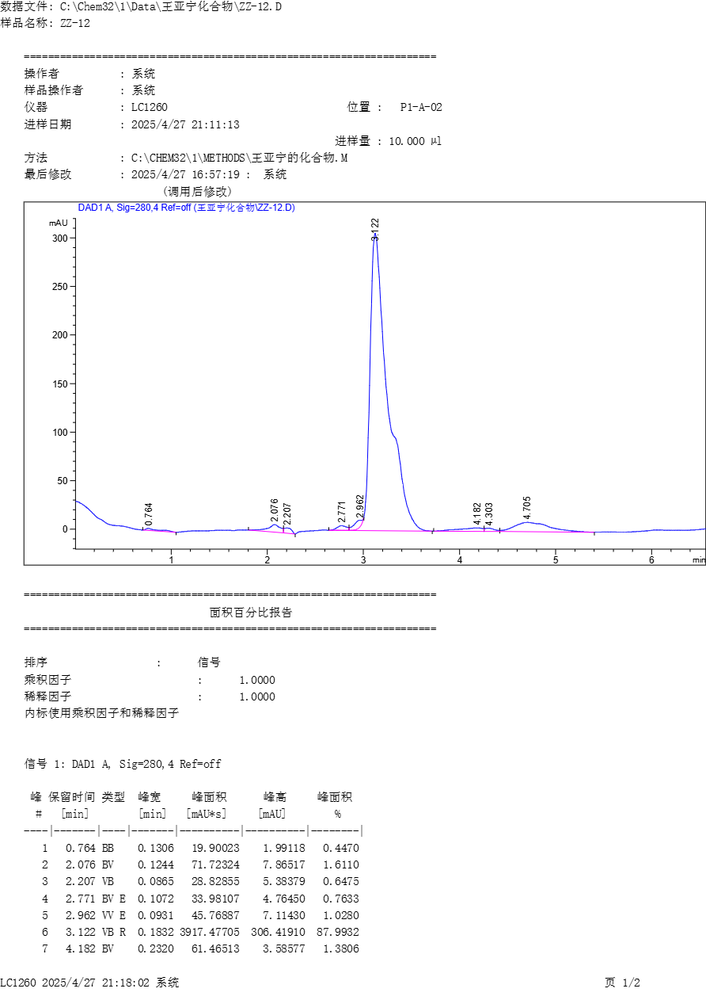 数据文件: C:\Chem32\1\Data\王亚宁化合物\ZZ-12.D
样品名称: ZZ-12
=====================================================================
操作者 : 系统
样品操作者 : 系统
仪器 : LC1260 位置 : P1-A-02
进样日期 : 2025/4/27 21:11:13
进样量 : 10.000 µl
方法 : C:\CHEM32\1\METHODS\王亚宁的化合物.M
最后修改 : 2025/4/27 16:57:19 : 系统
(调用后修改)
DAD1 A, Sig=280,4 Ref=off (王亚宁化合物\ZZ-12.D)
mAU
300
250
200
150
100
50
0
0.764
2.076
2.207
2.771
2.962
3.122
4.182
4.303
4.705
1 2 3 4 5 6 min
=====================================================================
面积百分比报告
=====================================================================
排序 : 信号
乘积因子 : 1.0000
稀释因子 : 1.0000
内标使用乘积因子和稀释因子
信号 1: DAD1 A, Sig=280,4 Ref=off
峰 保留时间 类型 峰宽 峰面积 峰高 峰面积
# [min] [min] [mAU*s] [mAU] %
----|-------|----|-------|----------|----------|--------|
1 0.764 BB 0.1306 19.90023 1.99118 0.4470
2 2.076 BV 0.1244 71.72324 7.86517 1.6110
3 2.207 VB 0.0865 28.82855 5.38379 0.6475
4 2.771 BV E 0.1072 33.98107 4.76450 0.7633
5 2.962 VV E 0.0931 45.76887 7.11430 1.0280
6 3.122 VB R 0.1832 3917.47705 306.41910 87.9932
7 4.182 BV 0.2320 61.46513 3.58577 1.3806
LC1260 2025/4/27 21:18:02 系统 页 1/2